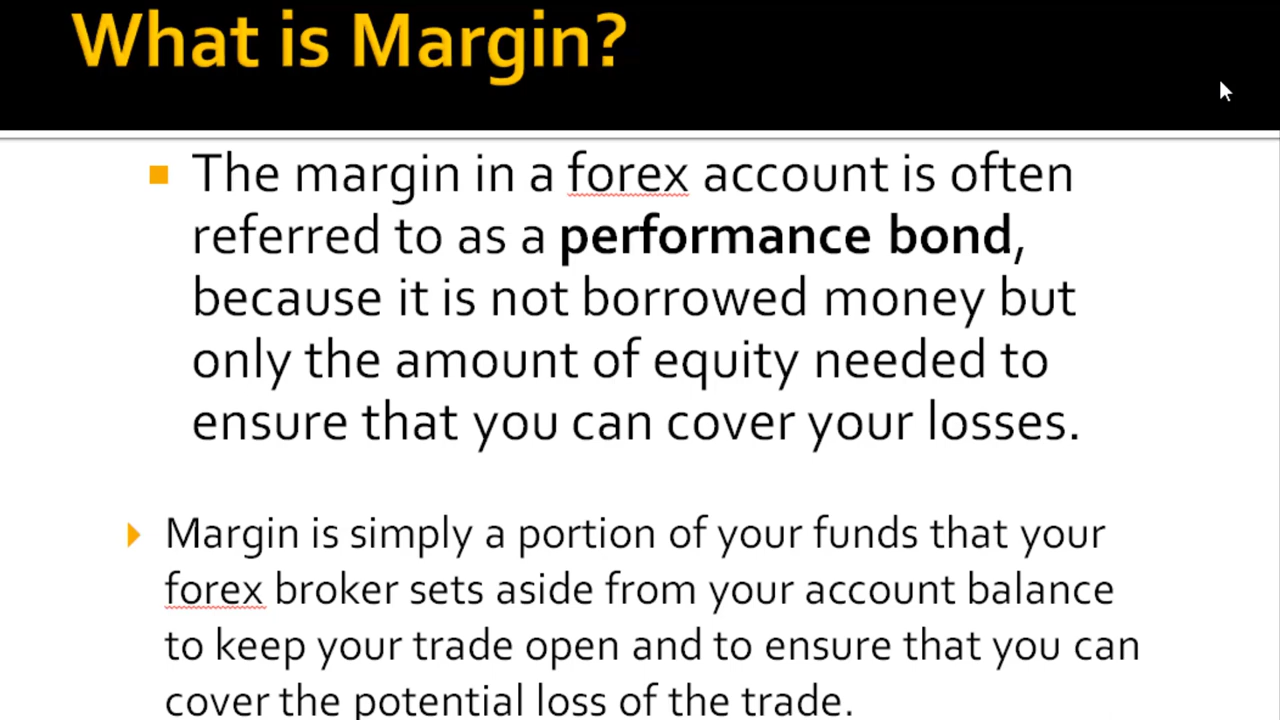 What is Margin?
The margin in a forex account is often
referred to as a performance bond,
because it is not borrowed money but
only the amount of equity needed to
ensure that you can cover your losses.
Margin is simply a portion of your funds that your
forex broker sets aside from your account balance
to keep your trade open and to ensure that you can
cover the potential loss of the trade.